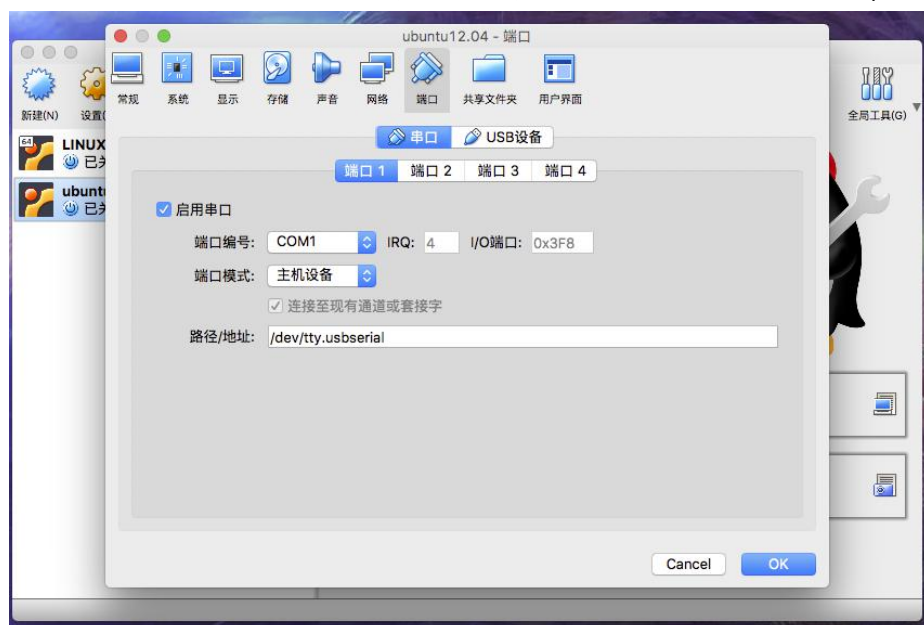 ubuntu12.04 - 端口
常规 系统 显示 存储 声音 网络 端口 共享文件夹 用户界面
新建(N) 设置( 全局工具(G)
串口 USB设备
64 LINUX
已关
端口 1 端口 2 端口 3 端口 4
ubunt
已关
启用串口
端口编号: COM1 IRQ: 4 I/O端口: 0x3F8
端口模式: 主机设备
连接至现有通道或套接字
路径/地址: /dev/tty.usbserial
Cancel OK